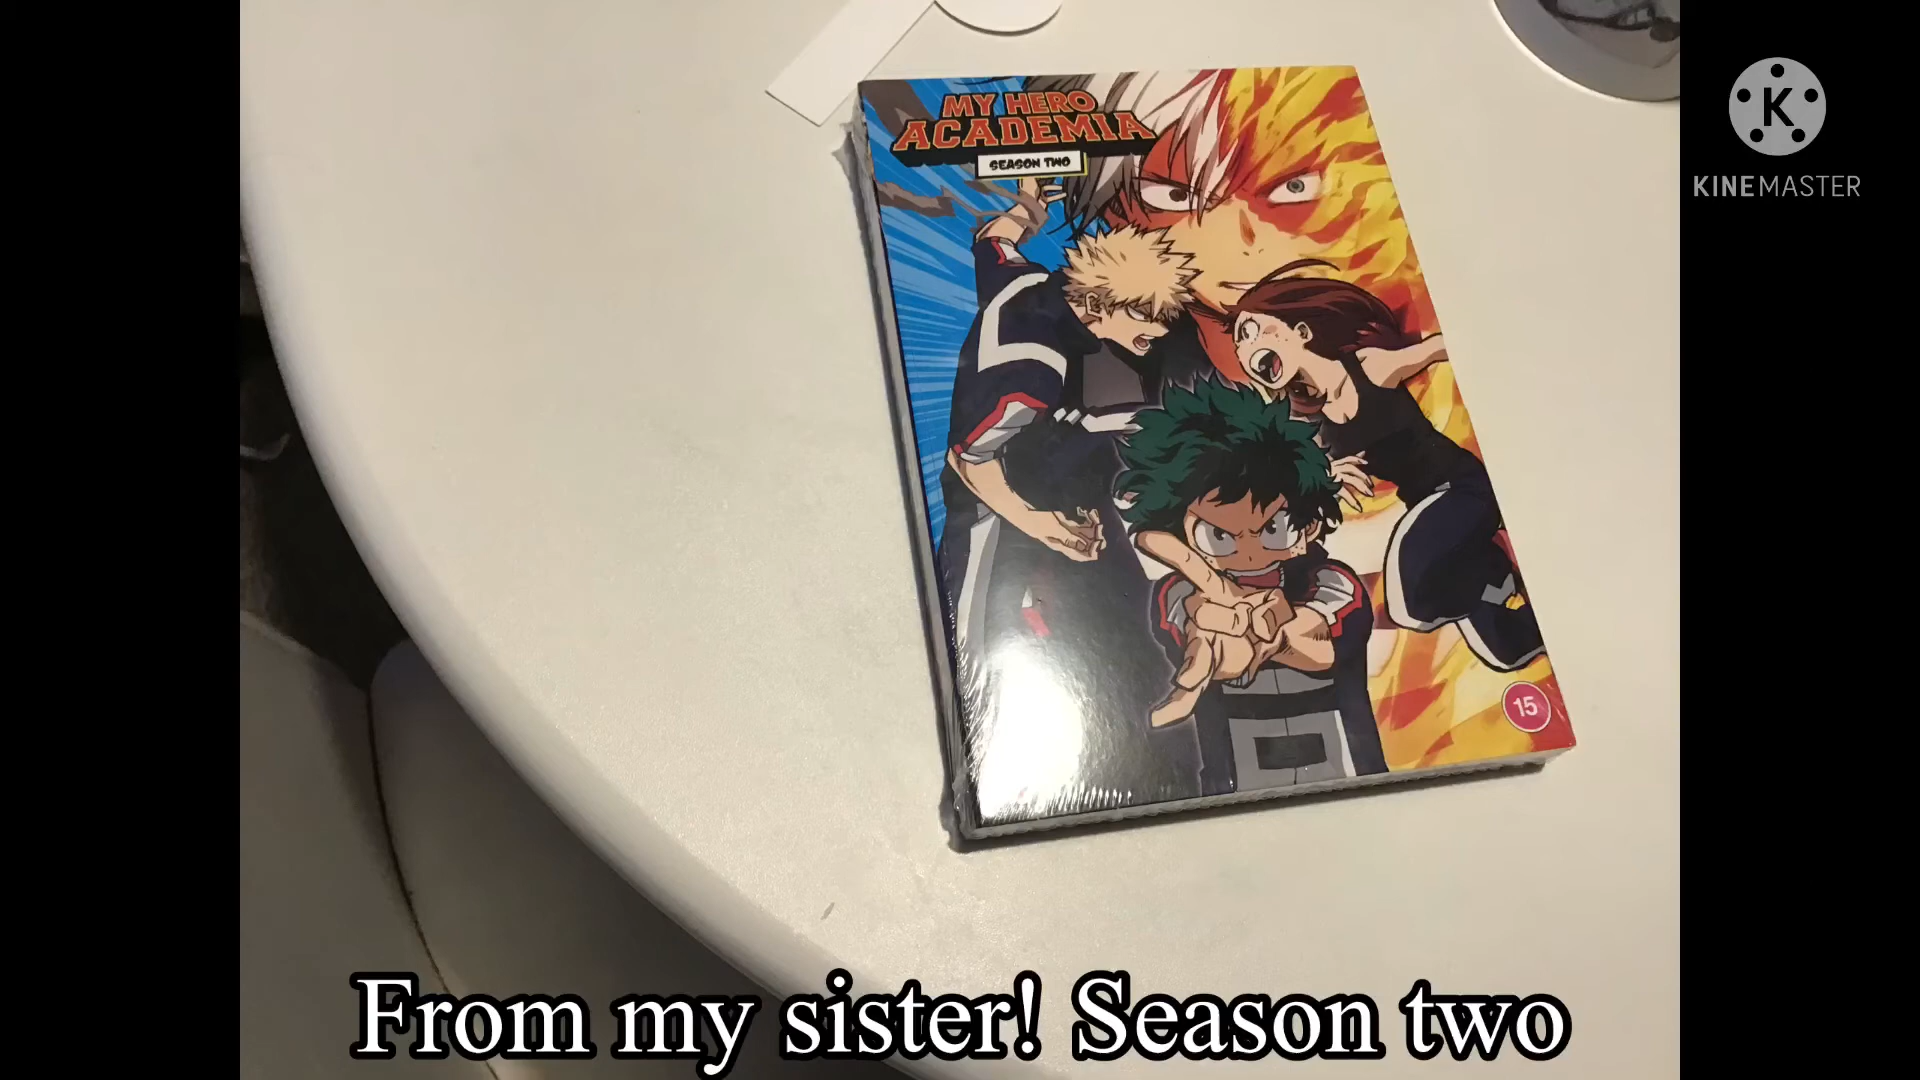 MY HERO
ACADEMIA
SEASON TWO
K
KINEMASTER
15
From my sister! Season two